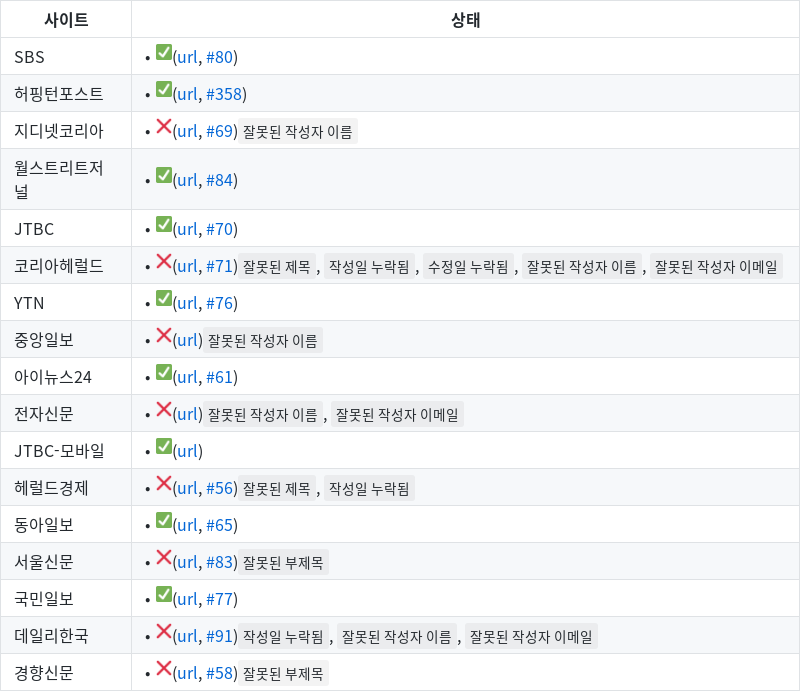 사이트 상태
SBS • ✅(url, #80)
허핑턴포스트 • ✅(url, #358)
지디넷코리아 • ❌(url, #69) 잘못된 작성자 이름
월스트리트저
널 • ✅(url, #84)
JTBC • ✅(url, #70)
코리아헤럴드 • ❌(url, #71) 잘못된 제목 , 작성일 누락됨 , 수정일 누락됨 , 잘못된 작성자 이름 , 잘못된 작성자 이메일
YTN • ✅(url, #76)
중앙일보 • ❌(url) 잘못된 작성자 이름
아이뉴스24 • ✅(url, #61)
전자신문 • ❌(url) 잘못된 작성자 이름 , 잘못된 작성자 이메일
JTBC-모바일 • ✅(url)
헤럴드경제 • ❌(url, #56) 잘못된 제목 , 작성일 누락됨
동아일보 • ✅(url, #65)
서울신문 • ❌(url, #83) 잘못된 부제목
국민일보 • ✅(url, #77)
데일리한국 • ❌(url, #91) 작성일 누락됨 , 잘못된 작성자 이름 , 잘못된 작성자 이메일
경향신문 • ❌(url, #58) 잘못된 부제목